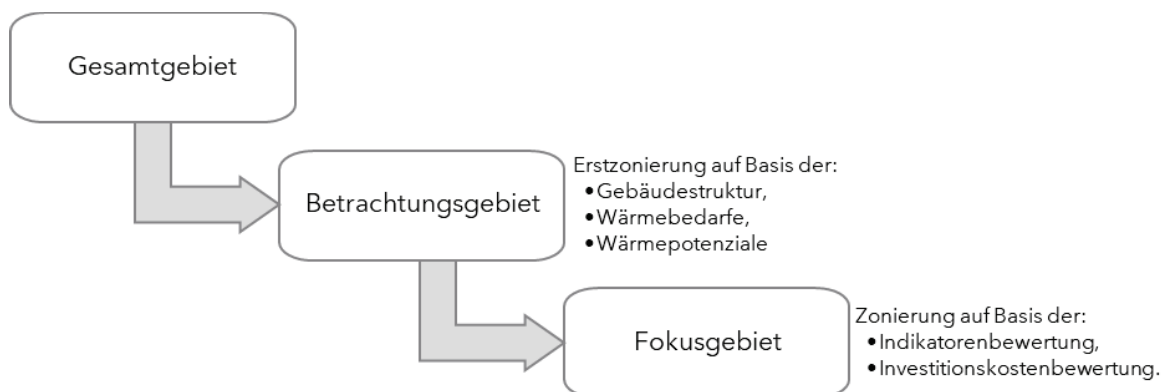 Gesamtgebiet
Betrachtungsgebiet
Erstzonierung auf Basis der:
•Gebäudestruktur,
•Wärmebedarfe,
•Wärmepotenziale
Fokusgebiet
Zonierung auf Basis der:
•Indikatorenbewertung,
•Investitionskostenbewertung.